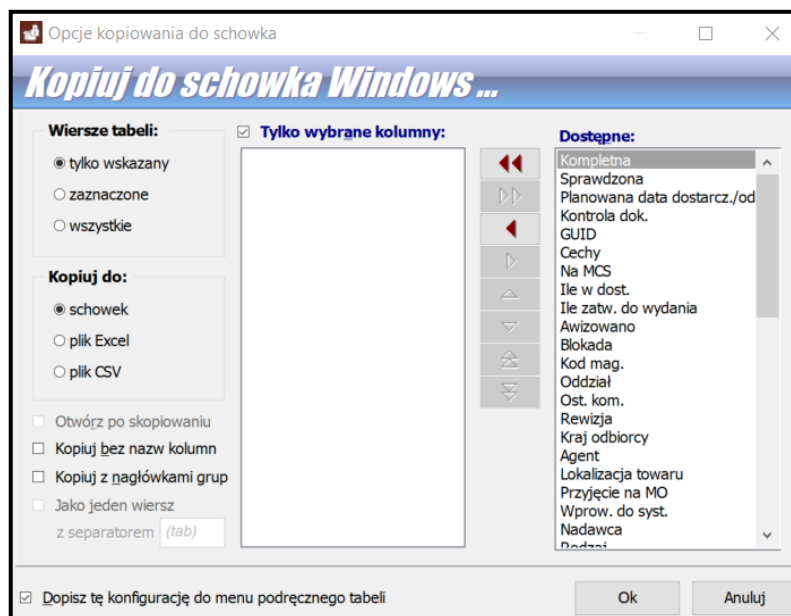 Opcje kopiowania do schowka
Kopiuj do schowka Windows ...
Wiersze tabeli:
tylko wskazany
zaznaczone
wszystkie
Kopiuj do:
schowek
plik Excel
plik CSV
Otwórz po skopiowaniu
Kopiuj bez nazw kolumn
Kopiuj z nagłówkami grup
Jako jeden wiersz
z separatorem (tab)
Tylko wybrane kolumny:
Dostępne:
Kompletna
Sprawdzona
Planowana data dostarcz./od
Kontrola dok.
GUID
Cechy
Na MCS
Ile w dost.
Ile zatw. do wydania
Awizowano
Blokada
Kod mag.
Oddział
Ost. kom.
Rewizja
Kraj odbiorcy
Agent
Lokalizacja towaru
Przyjęcie na MO
Wprow. do syst.
Nadawca
Dopisz tę konfigurację do menu podręcznego tabeli
Ok
Anuluj